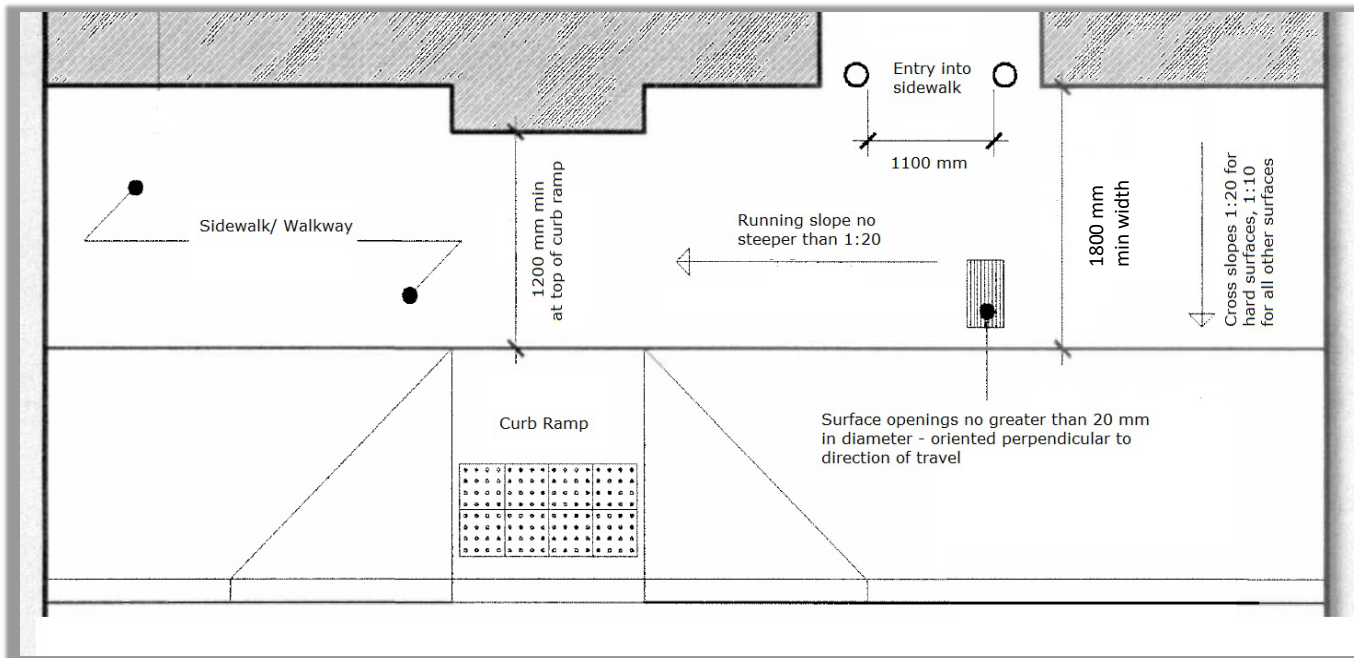 Entry into
sidewalk
1100 mm
Sidewalk/ Walkway
1200 mm min
at top of curb ramp
Running slope no
steeper than 1:20
1800 mm
min width
Cross slopes 1:20 for
hard surfaces, 1:10
for all other surfaces
Curb Ramp
Surface openings no greater than 20 mm
in diameter - oriented perpendicular to
direction of travel